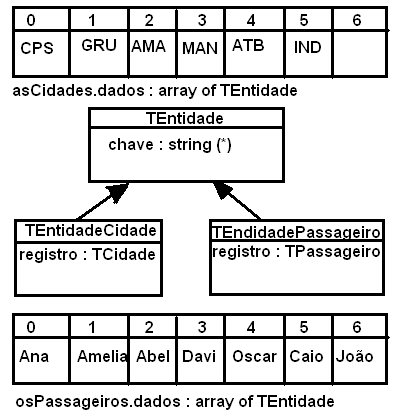 0 1 2 3 4 5 6
CPS GRU AMA MAN ATB IND
asCidades.dados : array of TEntidade
TEntidade
chave : string (*)
TEntidadeCidade
registro : TCidade
TEndidadePassageiro
registro : TPassageiro
0 1 2 3 4 5 6
Ana Amelia Abel Davi Oscar Caio João
osPassageiros.dados : array of TEntidade